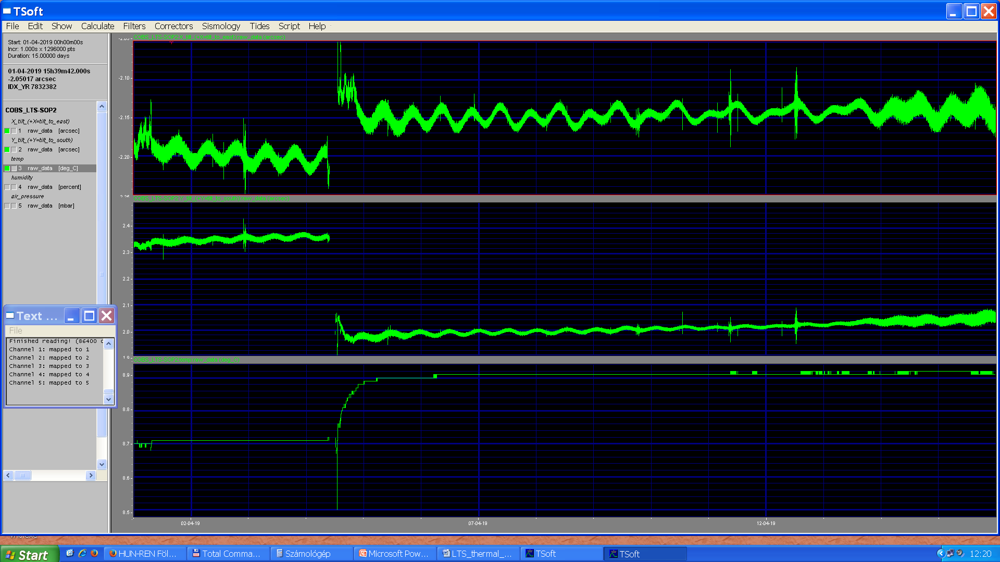 TSoft
File Edit Show Calculate Filters Correctors Sismology Tides Script Help
Start: 01-04-2019 00h00m00s
Incr: 1.000s x 1296000 pts
Duration: 15.00000 days
01-04-2019 15h39m42.000s
-2.05017 arcsec
IDX_YR 7832382
COBS_LTS-SOP2
X_tilt_(+X=tilt_to_east)
1 raw_data [arcsec]
Y_tilt_(+Y=tilt_to_south)
2 raw_data [arcsec]
temp
3 raw_data [deg_C]
humidity
4 raw_data [percent]
air_pressure
5 raw_data [mbar]
Text ...
File
Finished reading! (86400 c
Channel 1: mapped to 1
Channel 2: mapped to 2
Channel 3: mapped to 3
Channel 4: mapped to 4
Channel 5: mapped to 5
COBS_LTS-SOP2:X_tilt_(+X=tilt_to_east):raw_data (arcsec)
-2.05
-2.10
-2.15
-2.20
-2.25
COBS_LTS-SOP2:Y_tilt_(+Y=tilt_to_south):raw_data (arcsec)
2.4
2.3
2.2
2.1
2.0
1.9
COBS_LTS-SOP2:temp:raw_data (deg_C)
8.9
8.8
8.7
8.6
8.5
02-04-19 07-04-19 12-04-19
Start HUN-REN Föl... Total Comma... Számológép Microsoft Pow... LTS_thermal_... TSoft TSoft 12:20